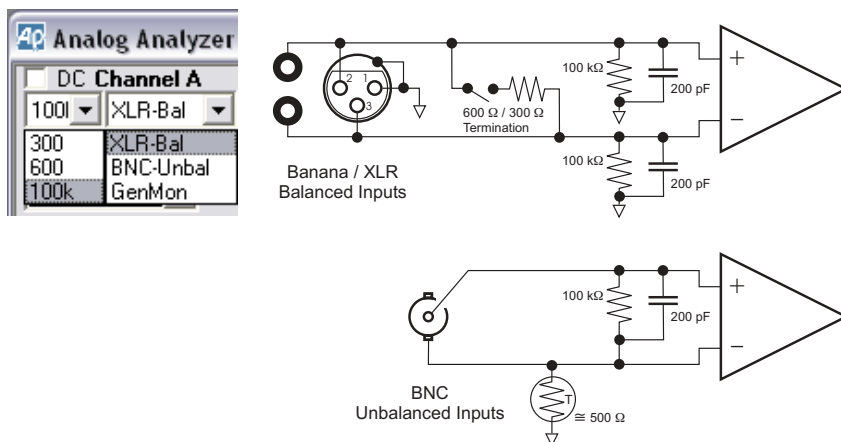 Ap Analog Analyzer
DC Channel A
100l XLR-Bal
300 XLR-Bal
600 BNC-Unbal
100k GenMon
2 1
3
600 Ω / 300 Ω
Termination
100 kΩ
200 pF
+
−
100 kΩ
200 pF
Banana / XLR
Balanced Inputs
100 kΩ
200 pF
+
−
T
≅ 500 Ω
BNC
Unbalanced Inputs